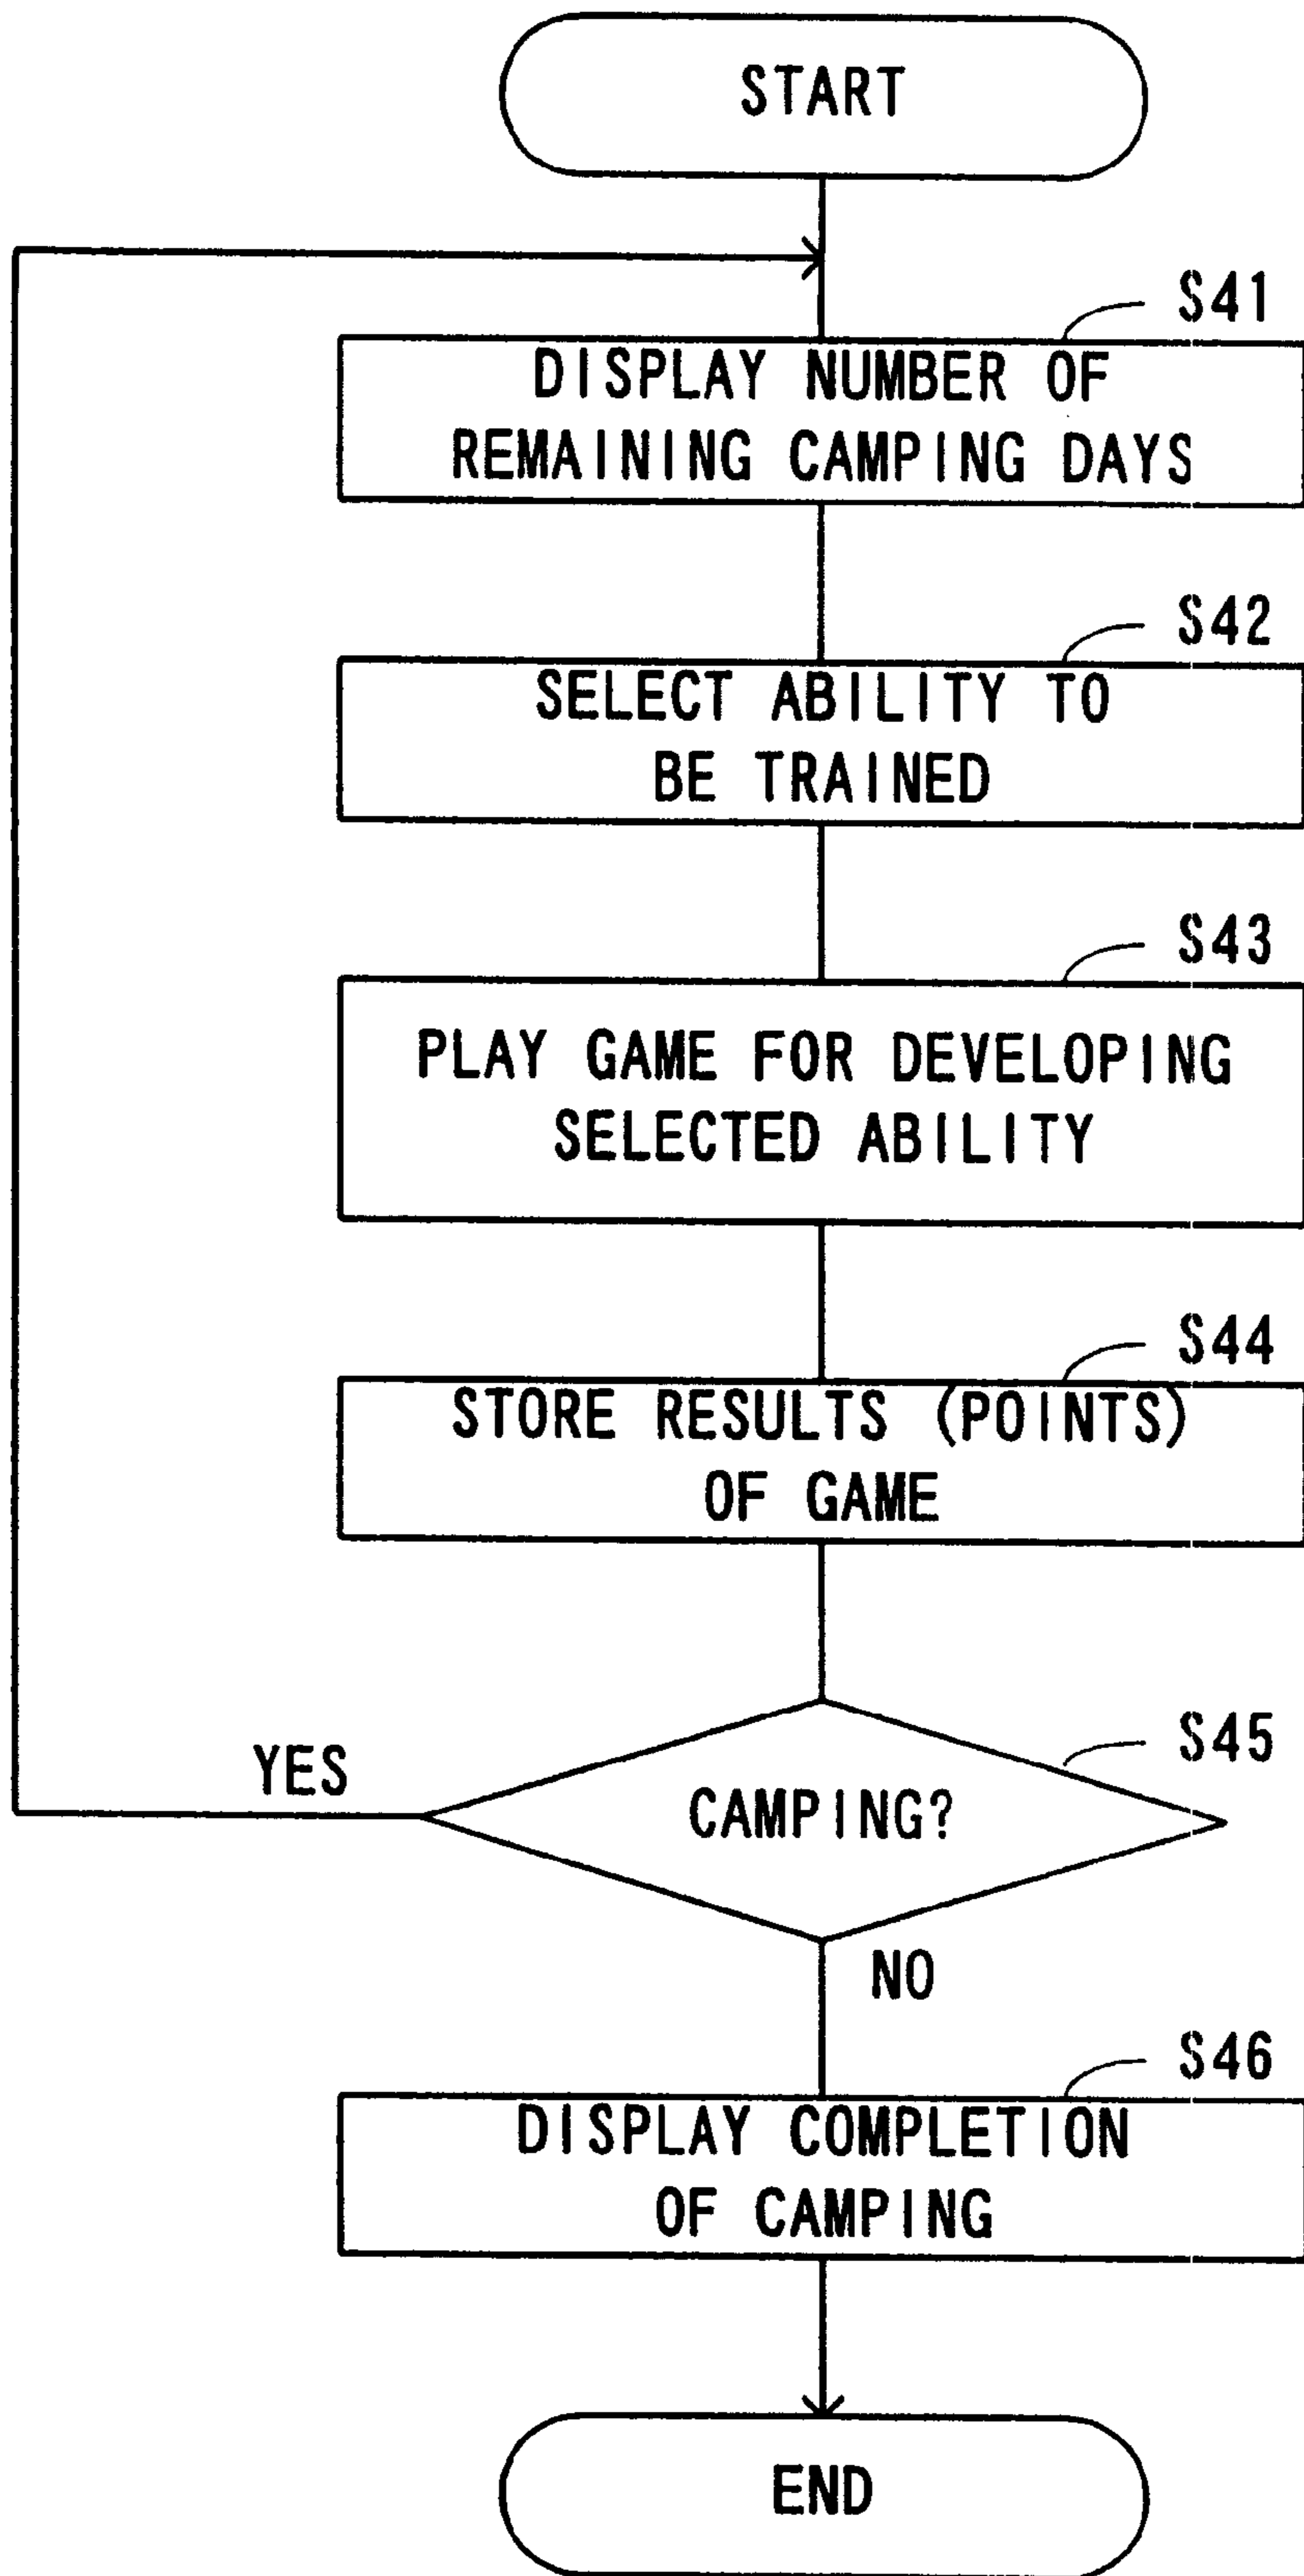 START
S41
DISPLAY NUMBER OF
REMAINING CAMPING DAYS
S42
SELECT ABILITY TO
BE TRAINED
S43
PLAY GAME FOR DEVELOPING
SELECTED ABILITY
S44
STORE RESULTS (POINTS)
OF GAME
S45
YES
CAMPING?
NO
S46
DISPLAY COMPLETION
OF CAMPING
END